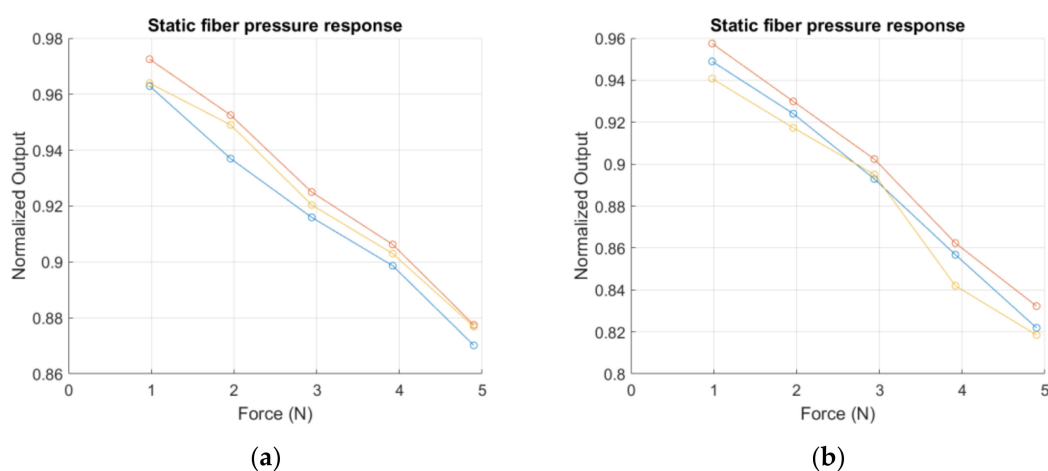 Static fiber pressure response
0.98
0.96
0.94
0.92
0.9
0.88
0.86
Normalized Output
0 1 2 3 4 5
Force (N)
(a)
Static fiber pressure response
0.96
0.94
0.92
0.9
0.88
0.86
0.84
0.82
0.8
Normalized Output
0 1 2 3 4 5
Force (N)
(b)